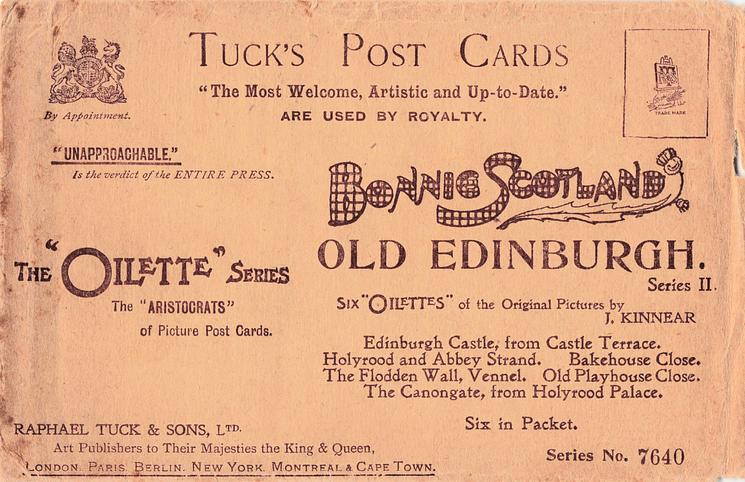 TUCK'S POST CARDS
"The Most Welcome, Artistic and Up-to-Date."
ARE USED BY ROYALTY.
By Appointment.
TRADE MARK
"UNAPPROACHABLE."
Is the verdict of the ENTIRE PRESS.
BONNIE SCOTLAND
OLD EDINBURGH.
Series II.
THE "OILETTE" SERIES
The "ARISTOCRATS"
of Picture Post Cards.
SIX "OILETTES" of the Original Pictures by
J. KINNEAR
Edinburgh Castle, from Castle Terrace.
Holyrood and Abbey Strand. Bakehouse Close.
The Flodden Wall, Vennel. Old Playhouse Close.
The Canongate, from Holyrood Palace.
Six in Packet.
Series No. 7640
RAPHAEL TUCK & SONS, LTD.
Art Publishers to Their Majesties the King & Queen,
LONDON, PARIS, BERLIN, NEW YORK, MONTREAL & CAPE TOWN.